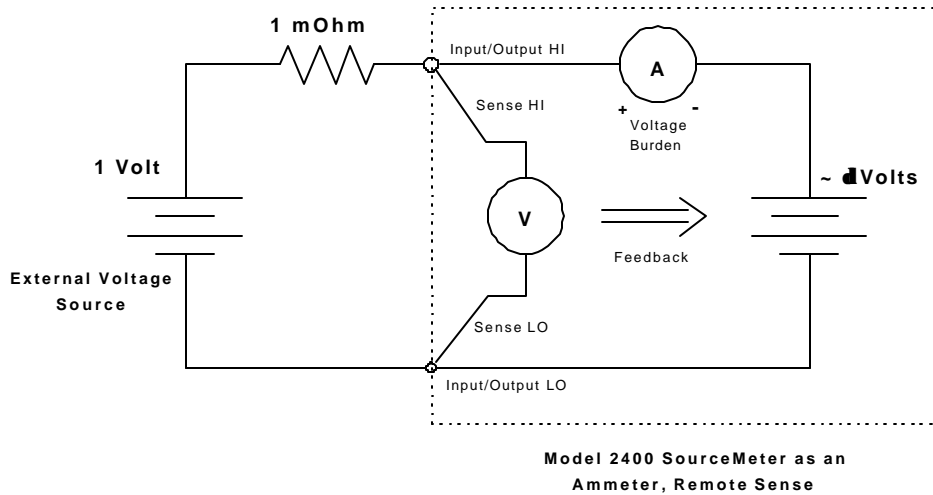 1 mOhm
Input/Output HI
A
Sense HI
+ -
Voltage
Burden
1 Volt
~ Volts
V
Feedback
External Voltage
Source
Sense LO
Input/Output LO
Model 2400 SourceMeter as an
Ammeter, Remote Sense